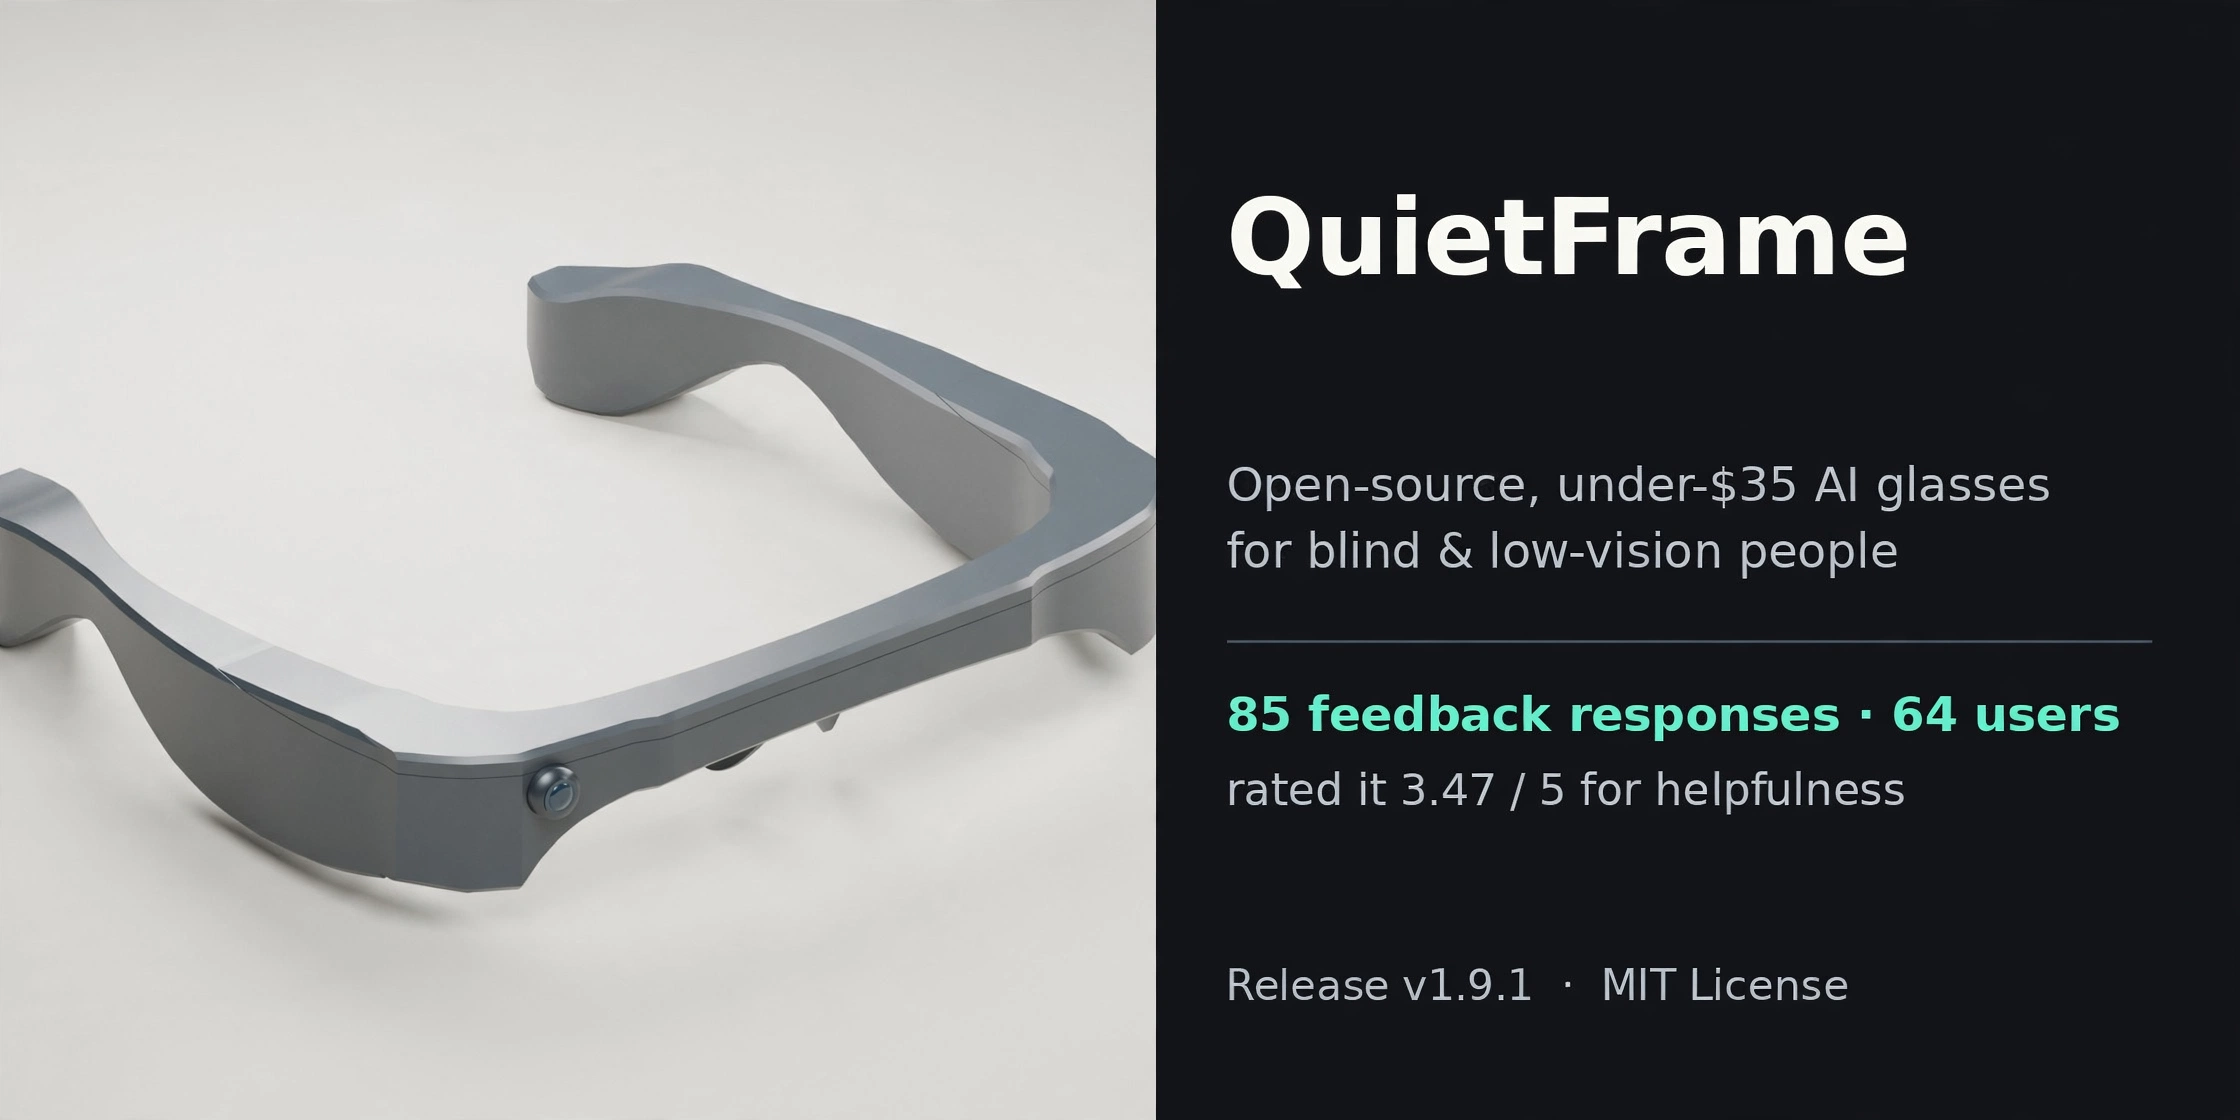 QuietFrame
Open-source, under-$35 AI glasses
for blind & low-vision people
85 feedback responses · 64 users
rated it 3.47 / 5 for helpfulness
Release v1.9.1 · MIT License